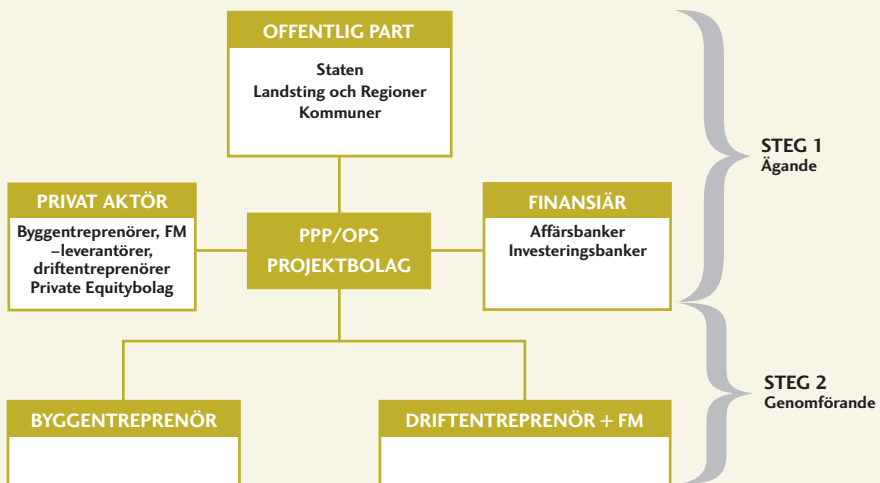 OFFENTLIG PART
Staten
Landsting och Regioner
Kommuner
STEG 1
Ägande
PRIVAT AKTÖR
Byggentreprenörer, FM
–leverantörer,
driftentreprenörer
Private Equitybolag
PPP/OPS
PROJEKTBOLAG
FINANSIÄR
Affärsbanker
Investeringsbanker
STEG 2
Genomförande
BYGGENTREPRENÖR
DRIFTENTREPRENÖR + FM